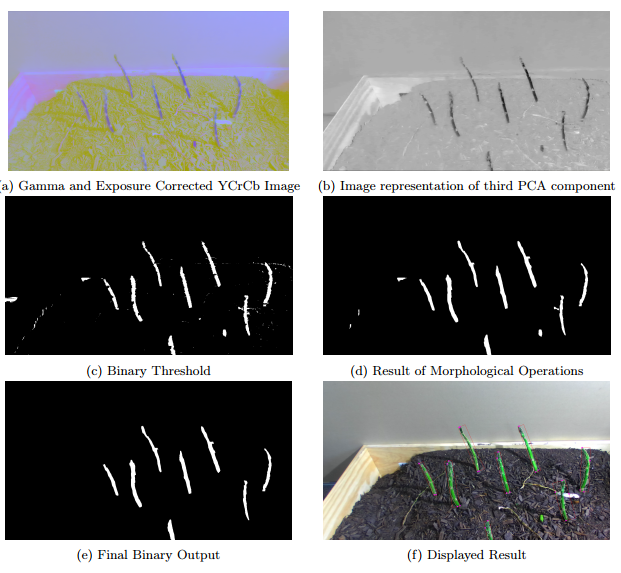 (a) Gamma and Exposure Corrected YCrCb Image
(b) Image representation of third PCA component
(c) Binary Threshold
(d) Result of Morphological Operations
(e) Final Binary Output
(f) Displayed Result